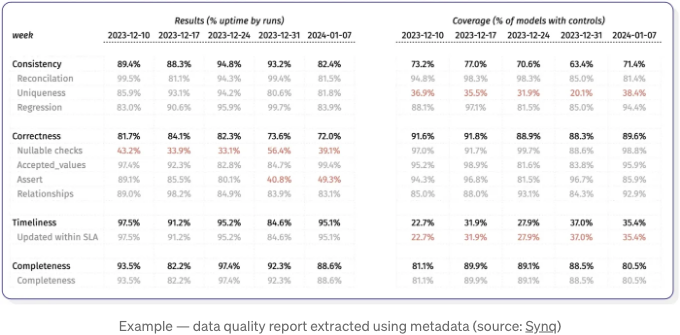 Results (% uptime by runs) Coverage (% of models with controls)
week 2023-12-10 2023-12-17 2023-12-24 2023-12-31 2024-01-07 2023-12-10 2023-12-17 2023-12-24 2023-12-31 2024-01-07
Consistency 89.4% 88.3% 94.8% 93.2% 82.4% 73.2% 77.0% 70.6% 63.4% 71.4%
Reconcilation 99.5% 81.1% 94.3% 99.4% 81.5% 94.8% 98.3% 98.3% 85.0% 81.4%
Uniqueness 85.9% 93.1% 94.2% 80.6% 81.8% 36.9% 35.5% 31.9% 20.1% 38.4%
Regression 83.0% 90.6% 95.9% 99.7% 83.9% 88.1% 97.1% 81.5% 85.0% 94.4%
Correctness 81.7% 84.1% 82.3% 73.6% 72.0% 91.6% 91.8% 88.9% 88.3% 89.6%
Nullable checks 43.2% 33.9% 33.1% 56.4% 39.1% 97.0% 91.7% 99.7% 88.6% 98.8%
Accepted_values 97.4% 92.3% 82.8% 84.7% 99.4% 95.2% 98.9% 81.6% 83.8% 95.9%
Assert 89.1% 85.5% 80.1% 40.8% 49.3% 94.3% 96.8% 81.5% 96.7% 85.9%
Relationships 89.0% 98.2% 84.9% 83.9% 83.1% 85.0% 88.0% 93.1% 84.3% 92.9%
Timeliness 97.5% 91.2% 95.2% 84.6% 95.1% 22.7% 31.9% 27.9% 37.0% 35.4%
Updated within SLA 97.5% 91.2% 95.2% 84.6% 95.1% 22.7% 31.9% 27.9% 37.0% 35.4%
Completeness 93.5% 82.2% 97.4% 92.3% 88.6% 81.1% 89.9% 89.1% 88.5% 80.5%
Completeness 93.5% 82.2% 97.4% 92.3% 88.6% 81.1% 89.9% 89.1% 88.5% 80.5%
Example — data quality report extracted using metadata (source: Synq)